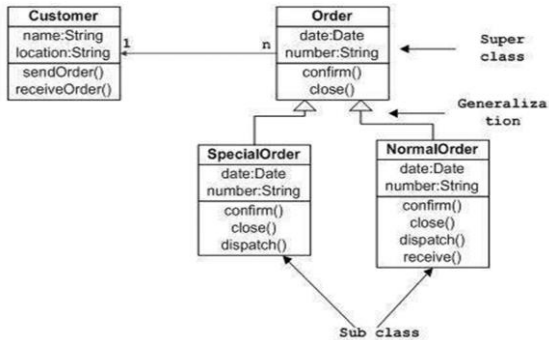 Customer
name:String
location:String
sendOrder()
receiveOrder()
1
n
Order
date:Date
number:String
confirm()
close()
Super
class
Generaliza
tion
SpecialOrder
date:Date
number:String
confirm()
close()
dispatch()
NormalOrder
date:Date
number:String
confirm()
close()
dispatch()
receive()
Sub class